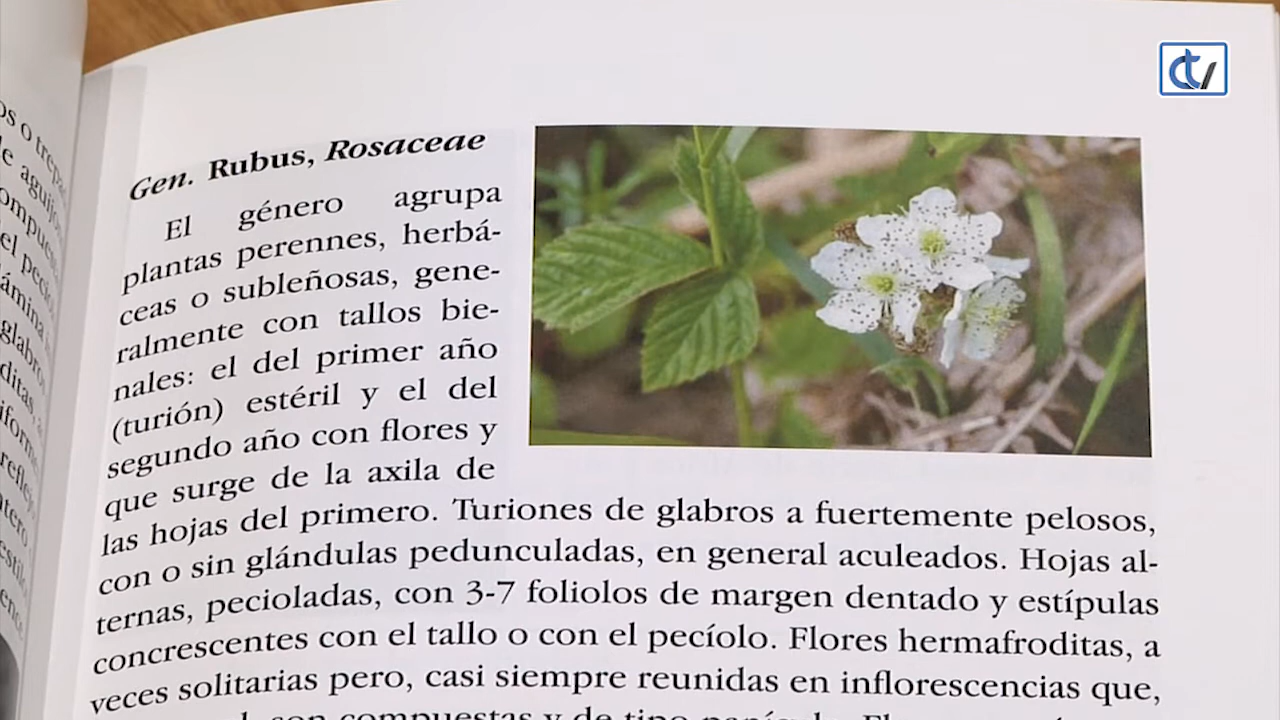 Gen. Rubus, Rosaceae
El género agrupa
plantas perennes, herbá-
ceas o subleñosas, gene-
ralmente con tallos bie-
nales: el del primer año
(turión) estéril y el del
segundo año con flores y
que surge de la axila de
las hojas del primero. Turiones de glabros a fuertemente pelosos,
con o sin glándulas pedunculadas, en general aculeados. Hojas al-
ternas, pecioladas, con 3-7 foliolos de margen dentado y estípulas
concrescentes con el tallo o con el pecíolo. Flores hermafroditas, a
veces solitarias pero, casi siempre reunidas en inflorescencias que,
son compuestas y de tipo